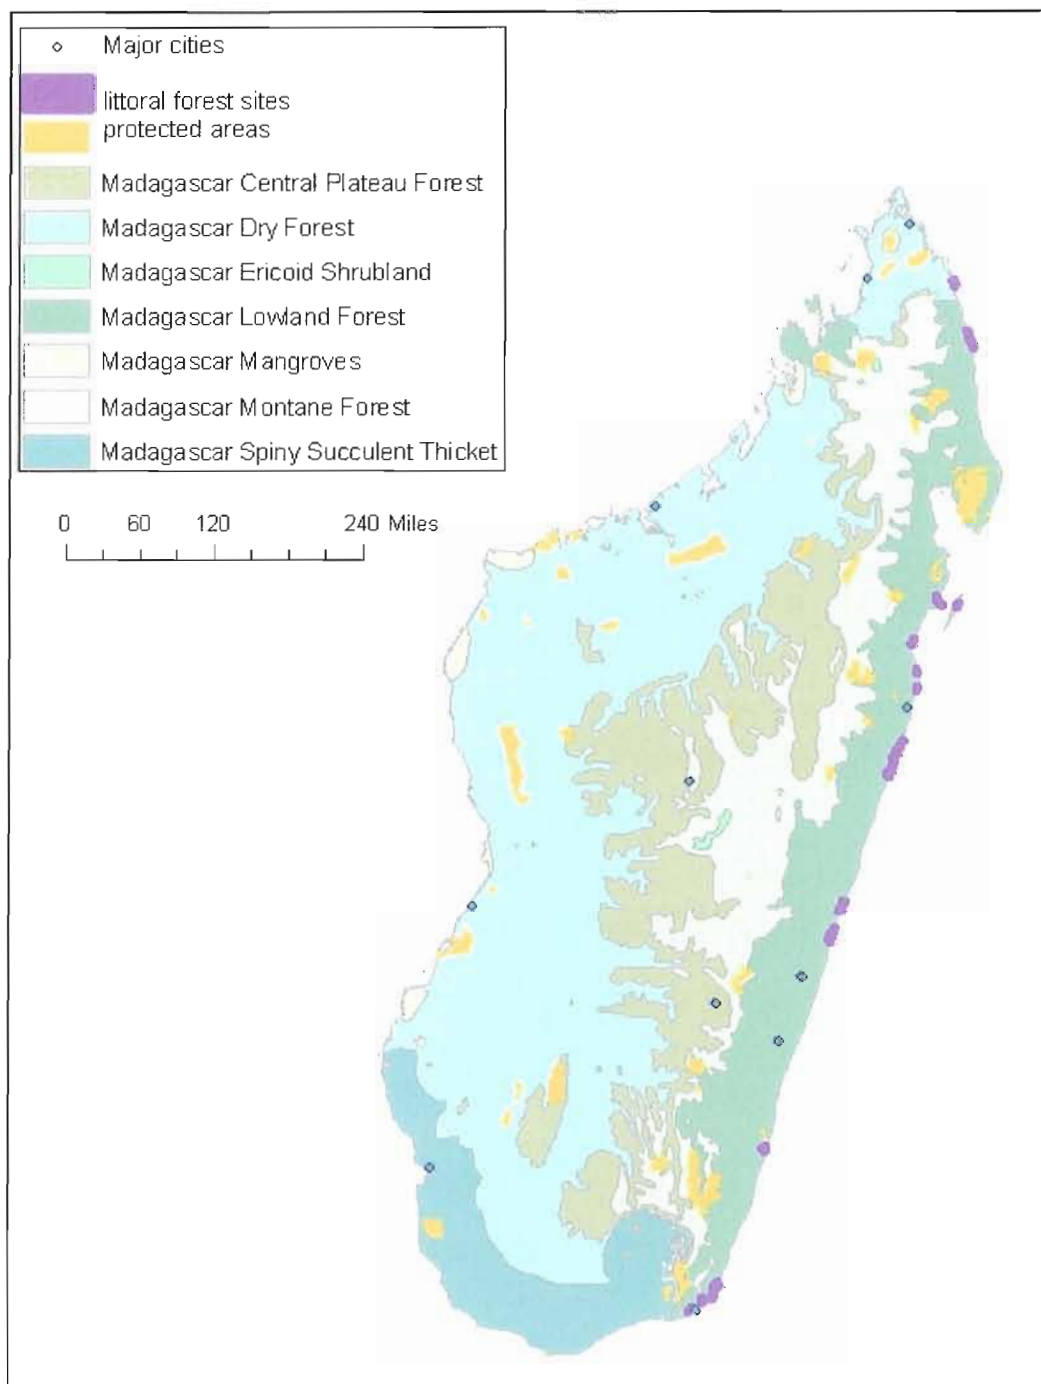 Major cities
littoral forest sites
protected areas
Madagascar Central Plateau Forest
Madagascar Dry Forest
Madagascar Ericoid Shrubland
Madagascar Lowland Forest
Madagascar Mangroves
Madagascar Montane Forest
Madagascar Spiny Succulent Thicket
0 60 120 240 Miles